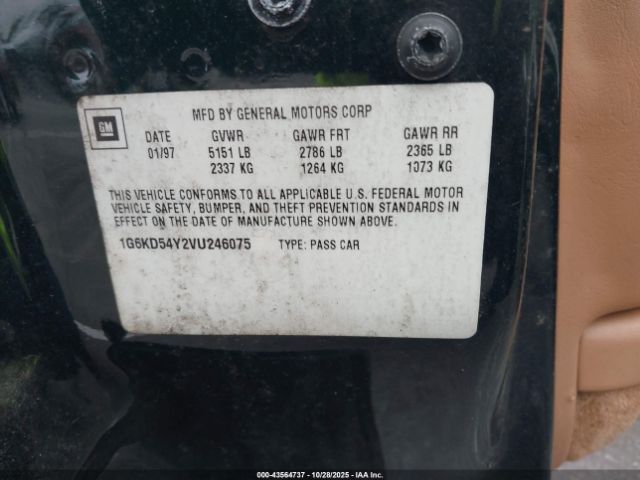 GM
MFD BY GENERAL MOTORS CORP
DATE GVWR GAWR FRT GAWR RR
01/97 5151 LB 2786 LB 2365 LB
2337 KG 1264 KG 1073 KG
THIS VEHICLE CONFORMS TO ALL APPLICABLE U.S. FEDERAL MOTOR
VEHICLE SAFETY, BUMPER, AND THEFT PREVENTION STANDARDS IN
EFFECT ON THE DATE OF MANUFACTURE SHOWN ABOVE.
1G6KD54Y2VU246075 TYPE: PASS CAR
000-43564737 - 10/28/2025 - IAA Inc.